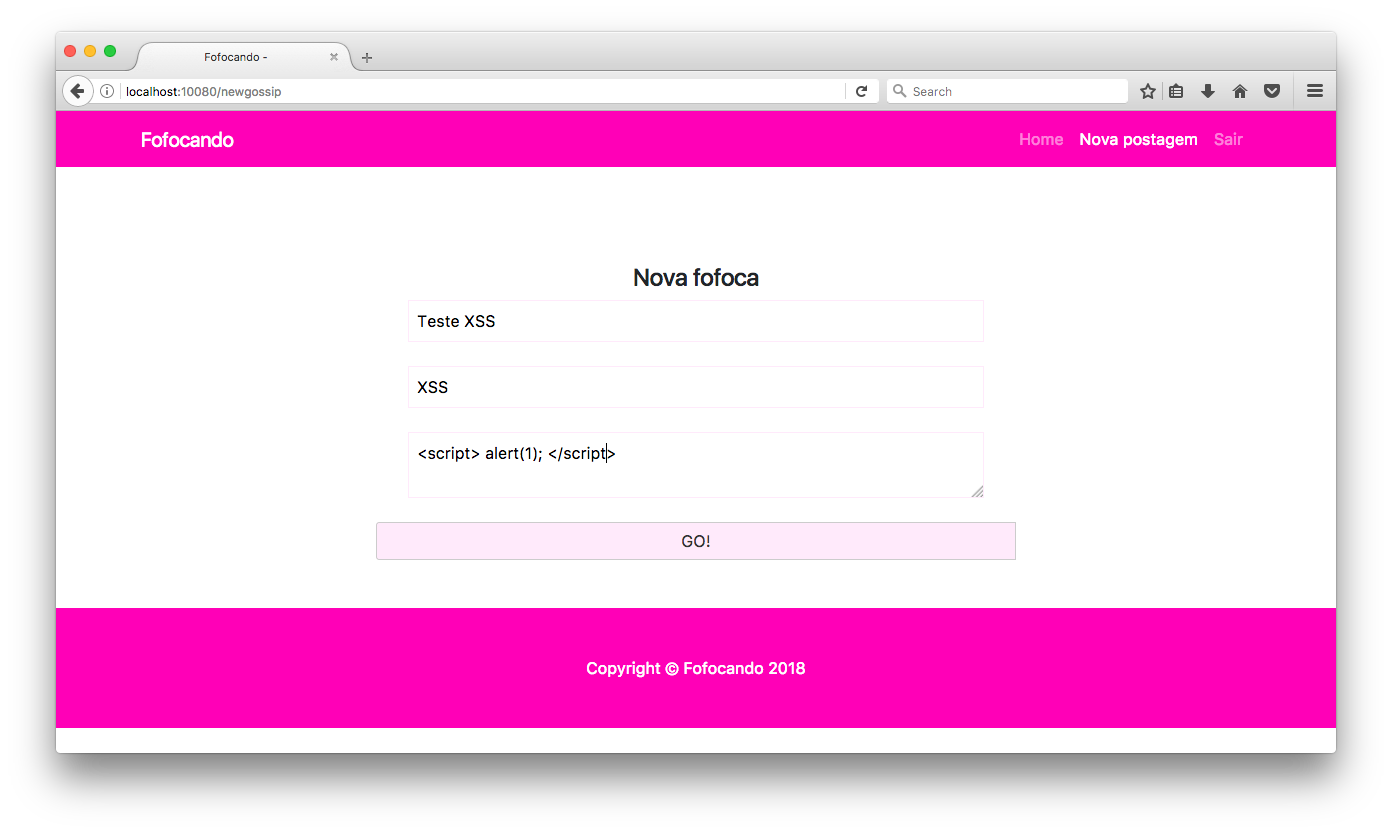 Fofocando -
localhost:10080/newgossip
Search
Fofocando
Home Nova postagem Sair
Nova fofoca
Teste XSS
XSS
<script> alert(1); </script>
GO!
Copyright © Fofocando 2018